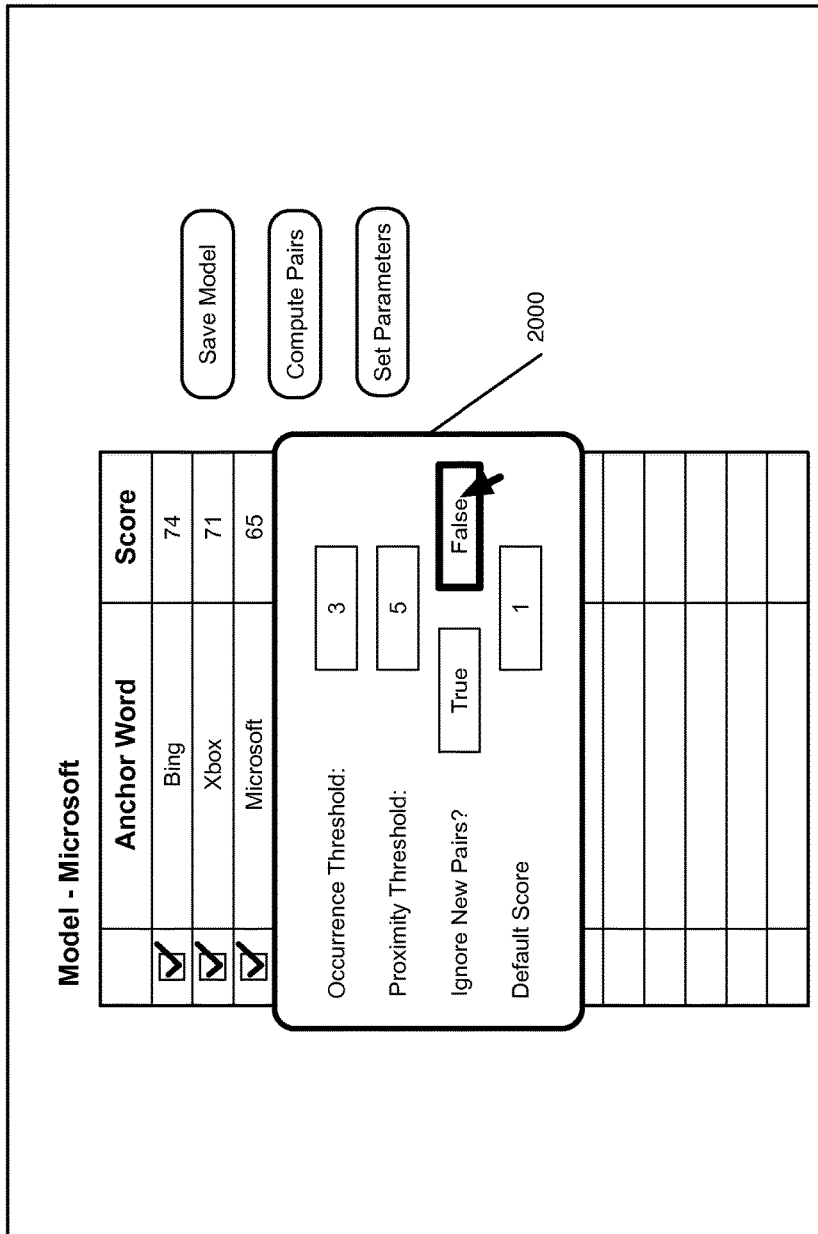 Model - Microsoft
Anchor Word Score
Bing 74
Xbox 71
Microsoft 65
Occurrence Threshold: 3
Proximity Threshold: 5
Ignore New Pairs? True False
Default Score 1
Save Model
Compute Pairs
Set Parameters
2000